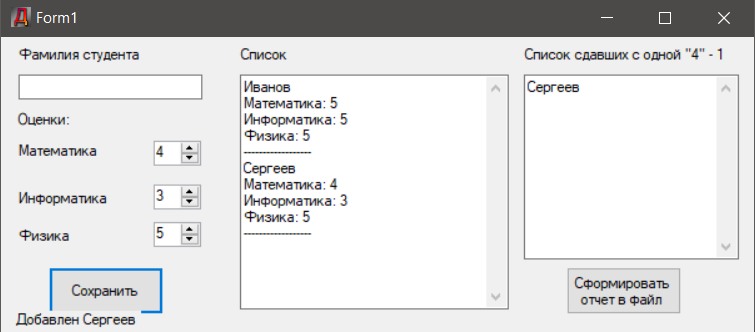 Form1
Фамилия студента
Оценки:
Математика 4
Информатика 3
Физика 5
Сохранить
Добавлен Сергеев
Список
Иванов
Математика: 5
Информатика: 5
Физика: 5
------------------
Сергеев
Математика: 4
Информатика: 3
Физика: 5
------------------
Список сдавших с одной "4" - 1
Сергеев
Сформировать
отчет в файл